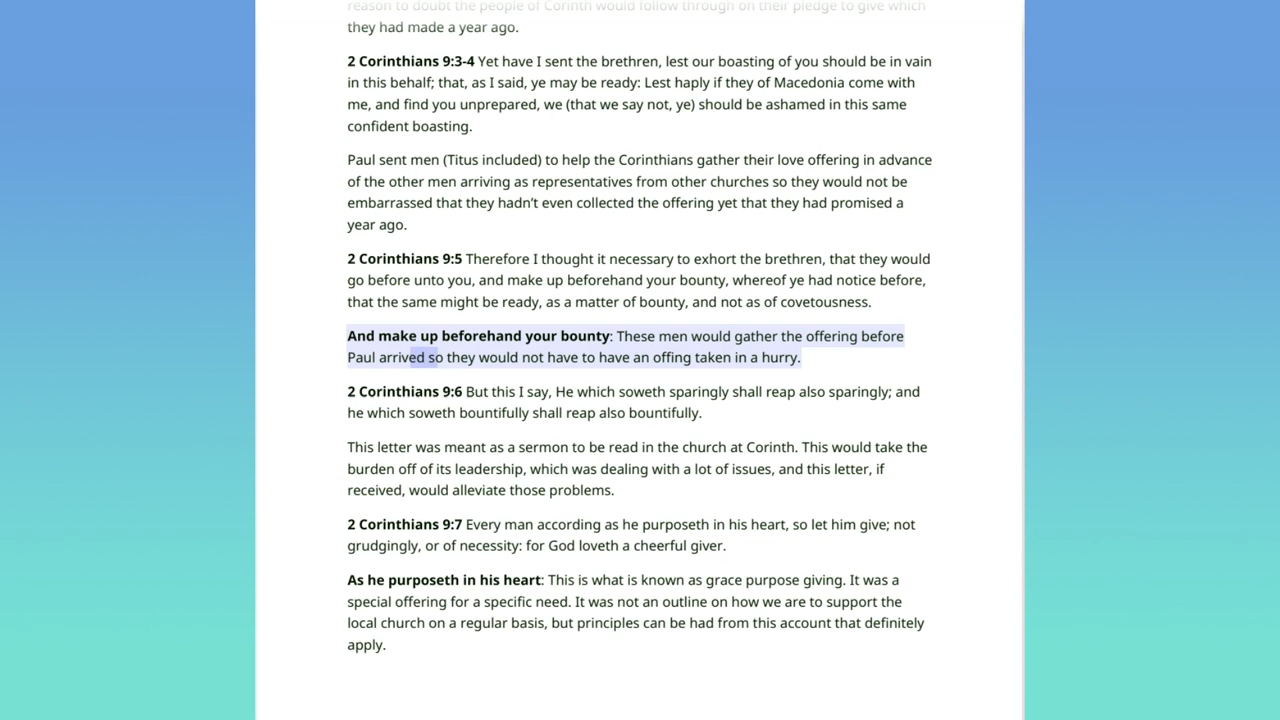 reason to doubt the people of Corinth would follow through on their pledge to give which
they had made a year ago.
2 Corinthians 9:3-4 Yet have I sent the brethren, lest our boasting of you should be in vain
in this behalf; that, as I said, ye may be ready: Lest haply if they of Macedonia come with
me, and find you unprepared, we (that we say not, ye) should be ashamed in this same
confident boasting.
Paul sent men (Titus included) to help the Corinthians gather their love offering in advance
of the other men arriving as representatives from other churches so they would not be
embarrassed that they hadn't even collected the offering yet that they had promised a
year ago.
2 Corinthians 9:5 Therefore I thought it necessary to exhort the brethren, that they would
go before unto you, and make up beforehand your bounty, whereof ye had notice before,
that the same might be ready, as a matter of bounty, and not as of covetousness.
And make up beforehand your bounty: These men would gather the offering before
Paul arrived so they would not have to have an offing taken in a hurry.
2 Corinthians 9:6 But this I say, He which soweth sparingly shall reap also sparingly; and
he which soweth bountifully shall reap also bountifully.
This letter was meant as a sermon to be read in the church at Corinth. This would take the
burden off of its leadership, which was dealing with a lot of issues, and this letter, if
received, would alleviate those problems.
2 Corinthians 9:7 Every man according as he purposeth in his heart, so let him give; not
grudgingly, or of necessity: for God loveth a cheerful giver.
As he purposeth in his heart: This is what is known as grace purpose giving. It was a
special offering for a specific need. It was not an outline on how we are to support the
local church on a regular basis, but principles can be had from this account that definitely
apply.